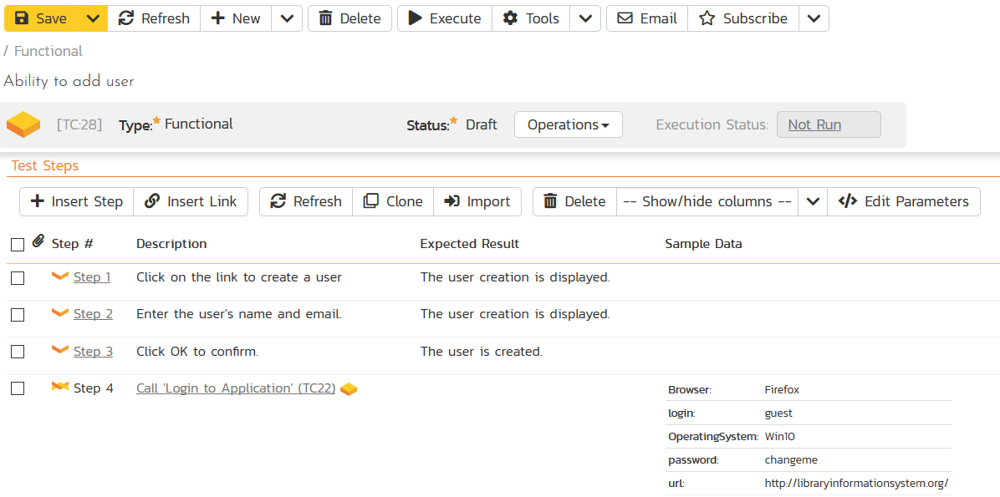 Save Refresh New Delete Execute Tools Email Subscribe
/ Functional
Ability to add user
[TC:28] Type: Functional Status: Draft Operations Execution Status: Not Run
Test Steps
Insert Step Insert Link Refresh Clone Import Delete -- Show/hide columns -- Edit Parameters
Step # Description Expected Result Sample Data
Step 1 Click on the link to create a user The user creation is displayed.
Step 2 Enter the user's name and email. The user creation is displayed.
Step 3 Click OK to confirm. The user is created.
Step 4 Call 'Login to Application' (TC22)
Browser: Firefox
login: guest
OperatingSystem: Win10
password: changeme
url: http://libraryinformationsystem.org/